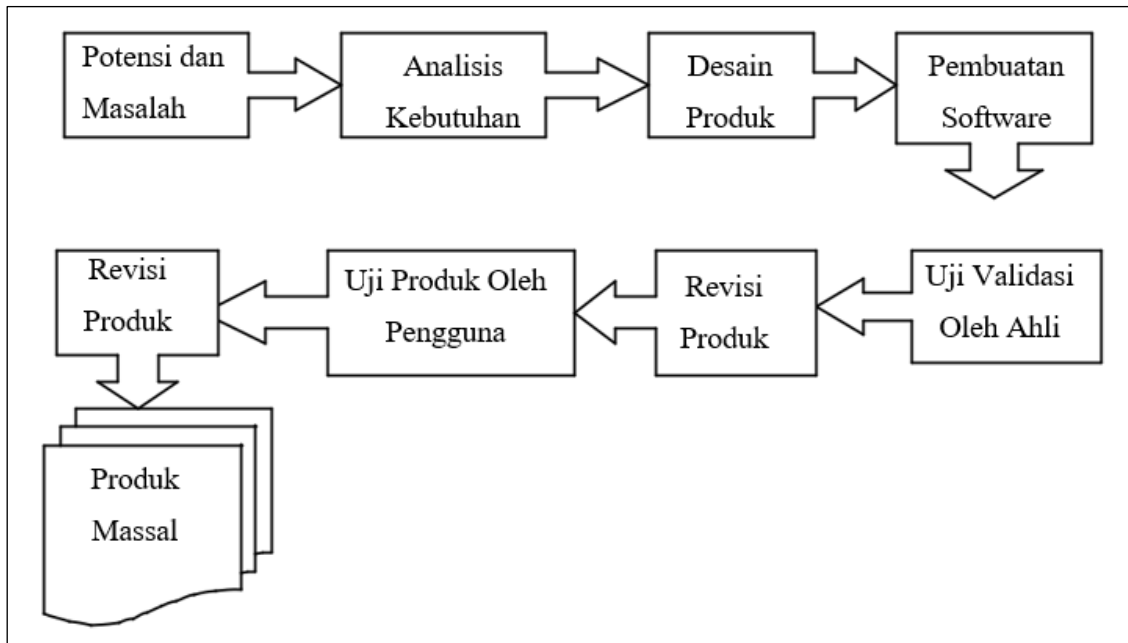 Potensi dan
Masalah
Analisis
Kebutuhan
Desain
Produk
Pembuatan
Software
Uji Validasi
Oleh Ahli
Revisi
Produk
Uji Produk Oleh
Pengguna
Revisi
Produk
Produk
Massal